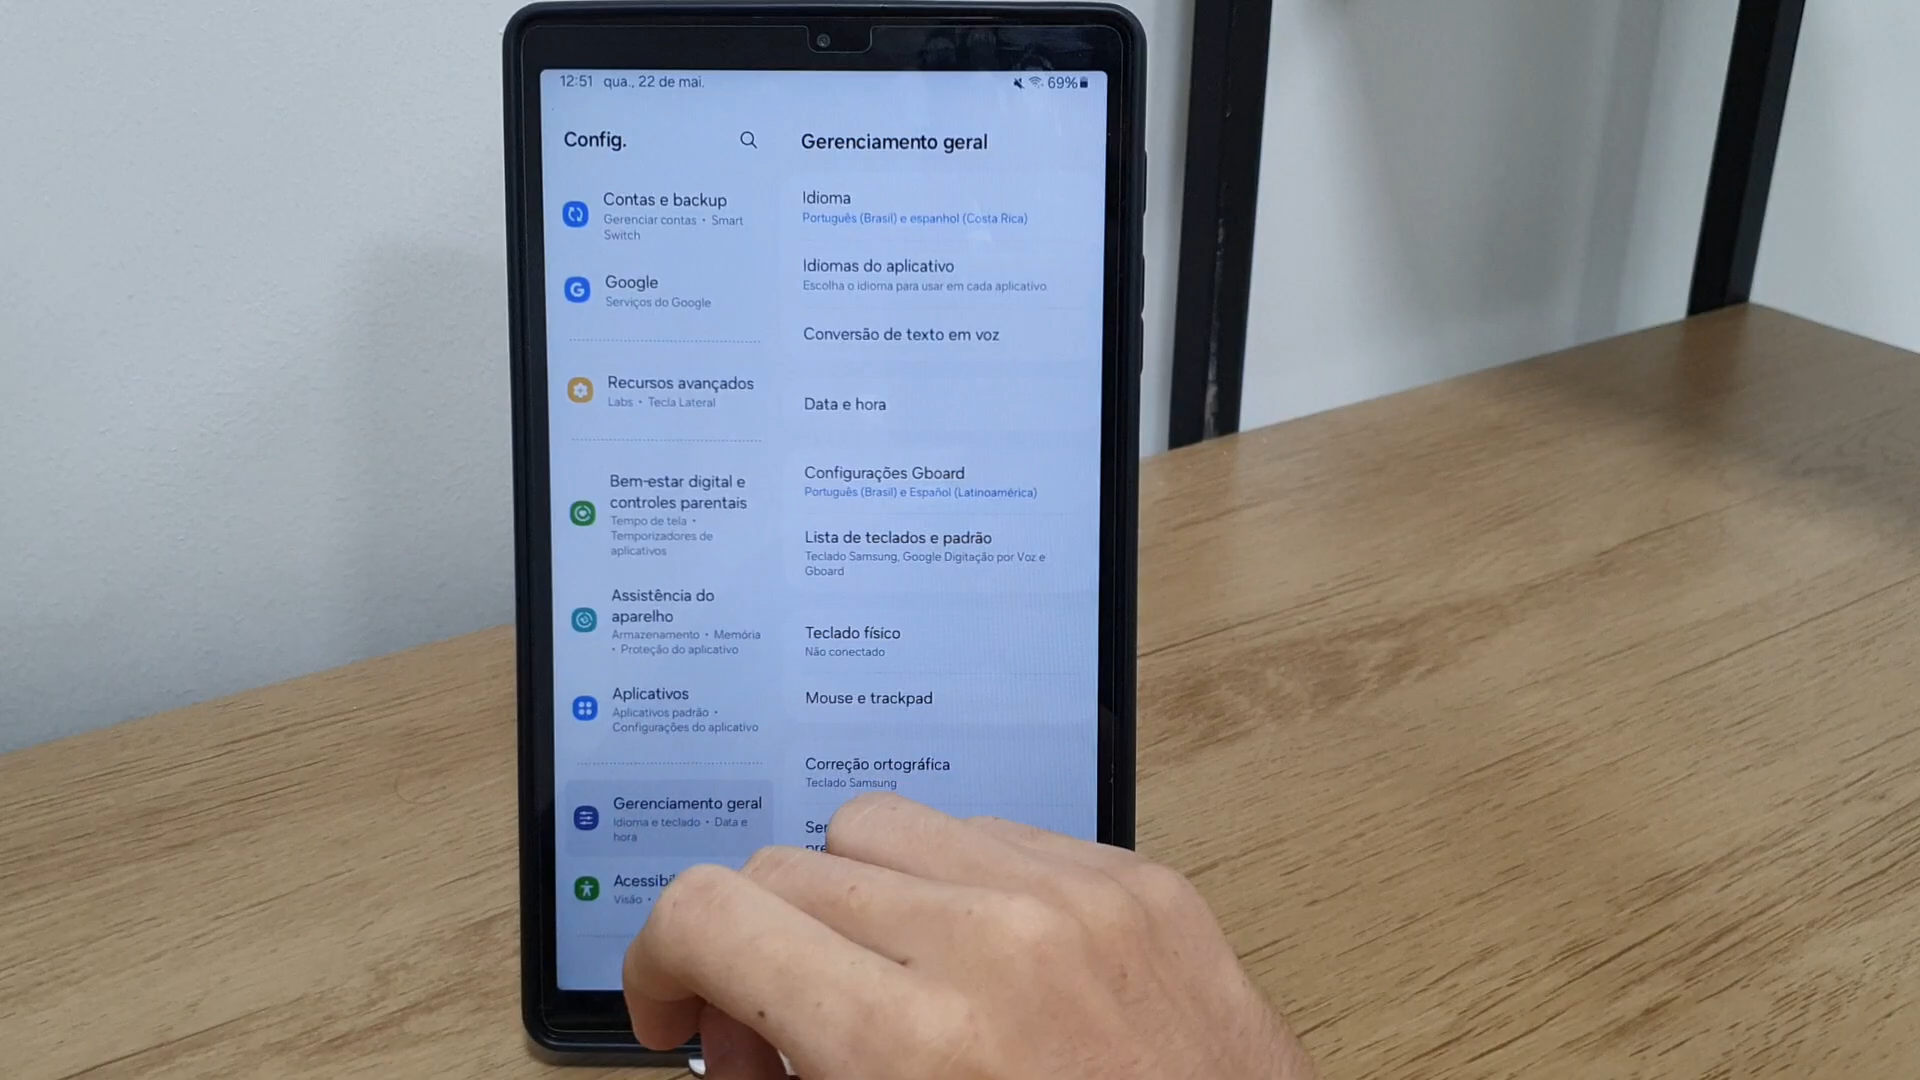 12:51 qua., 22 de mai.
69%
Config.
Contas e backup
Gerenciar contas • Smart
Switch
Google
Serviços do Google
Recursos avançados
Labs • Tecla Lateral
Bem-estar digital e
controles parentais
Tempo de tela •
Temporizadores de
aplicativos
Assistência do
aparelho
Armazenamento • Memória
• Proteção do aplicativo
Aplicativos
Aplicativos padrão •
Configurações do aplicativo
Gerenciamento geral
Idioma e teclado • Data e
hora
Acessibi
Visão •
Gerenciamento geral
Idioma
Português (Brasil) e espanhol (Costa Rica)
Idiomas do aplicativo
Escolha o idioma para usar em cada aplicativo.
Conversão de texto em voz
Data e hora
Configurações Gboard
Português (Brasil) e Español (Latinoamérica)
Lista de teclados e padrão
Teclado Samsung, Google Digitação por Voz e
Gboard
Teclado físico
Não conectado
Mouse e trackpad
Correção ortográfica
Teclado Samsung
Ser
pre